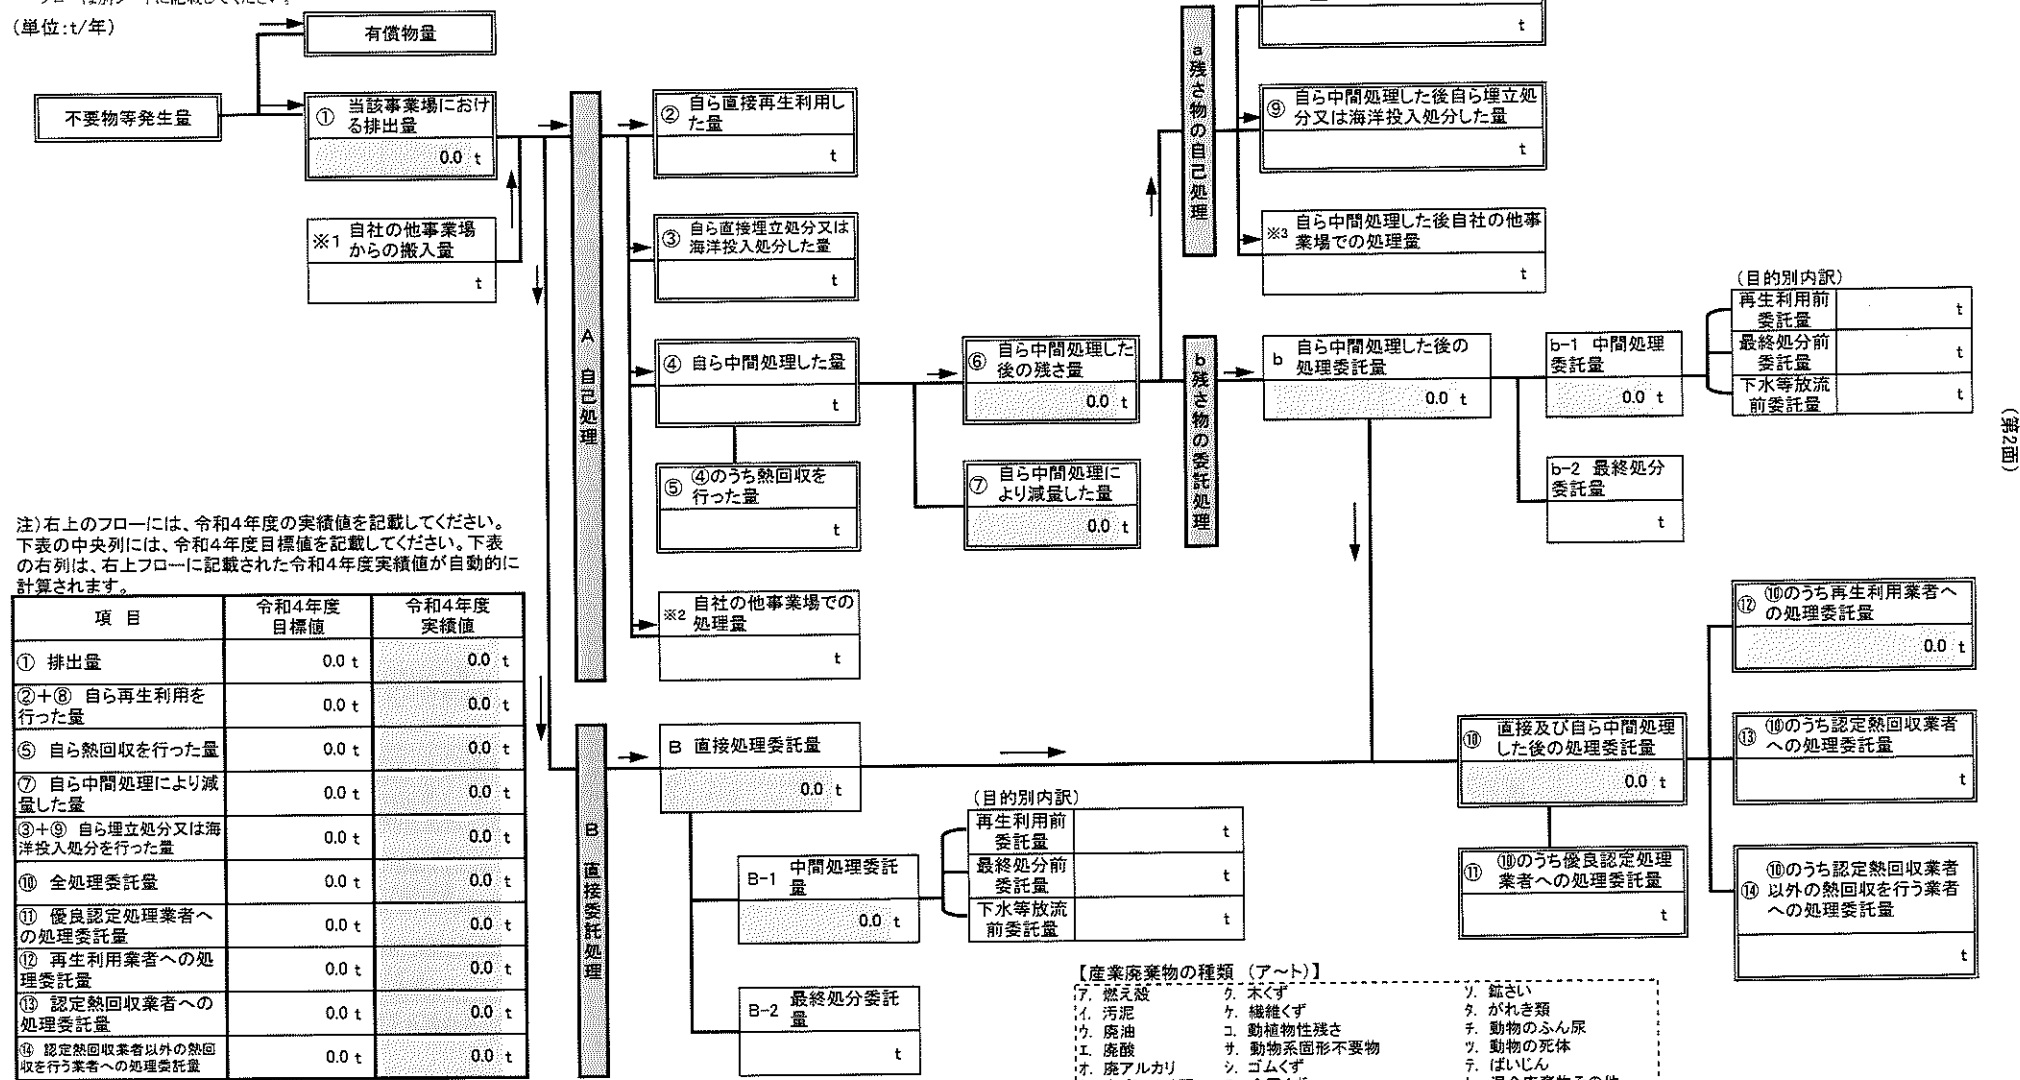 (単位:t/年)
有償物量
不要物等発生量
① 当該事業場におけ
る排出量
0.0 t
※1 自社の他事業場
からの搬入量
t
A 自己処理
② 自ら直接再生利用し
た量
t
③ 自ら直接埋立処分又は
海洋投入処分した量
t
④ 自ら中間処理した量
t
⑤ ④のうち熱回収を
行った量
t
※2 自社の他事業場での
処理量
t
⑥ 自ら中間処理した
後の残さ量
0.0 t
⑦ 自ら中間処理に
より減量した量
0.0 t
a 残さ物の自己処理
t
⑨ 自ら中間処理した後自ら埋立処
分又は海洋投入処分した量
t
※3 自ら中間処理した後自社の他事
業場での処理量
t
b 残さ物の委託処理
b 自ら中間処理した後の
処理委託量
0.0 t
b-1 中間処理
委託量
0.0 t
(目的別内訳)
再生利用前
委託量 t
最終処分前
委託量 t
下水等放流
前委託量 t
b-2 最終処分
委託量
t
(第2面)
注)右上のフローには、令和4年度の実績値を記載してください。
下表の中央列には、令和4年度目標値を記載してください。下表
の右列は、右上フローに記載された令和4年度実績値が自動的に
計算されます。
項 目 令和4年度 令和4年度
目標値 実績値
① 排出量 0.0 t 0.0 t
②+⑧ 自ら再生利用を
行った量 0.0 t 0.0 t
⑤ 自ら熱回収を行った量 0.0 t 0.0 t
⑦ 自ら中間処理により減
量した量 0.0 t 0.0 t
③+⑨ 自ら埋立処分又は海
洋投入処分を行った量 0.0 t 0.0 t
⑩ 全処理委託量 0.0 t 0.0 t
⑪ 優良認定処理業者へ
の処理委託量 0.0 t 0.0 t
⑫ 再生利用業者への処
理委託量 0.0 t 0.0 t
⑬ 認定熱回収業者への
処理委託量 0.0 t 0.0 t
⑭ 認定熱回収業者以外の熱回
収を行う業者への処理委託量 0.0 t 0.0 t
B 直接委託処理
B 直接処理委託量
0.0 t
B-1 中間処理委託
量
0.0 t
(目的別内訳)
再生利用前
委託量 t
最終処分前
委託量 t
下水等放流
前委託量 t
B-2 最終処分委託
量
t
⑩ 直接及び自ら中間処理
した後の処理委託量
0.0 t
⑪ ⑩のうち優良認定処理
業者への処理委託量
t
⑫ ⑩のうち再生利用業者へ
の処理委託量
0.0 t
⑬ ⑩のうち認定熱回収業者
への処理委託量
t
⑭ ⑩のうち認定熱回収業者
以外の熱回収を行う業者
への処理委託量
t
【産業廃棄物の種類 (ア~ト)】
ア. 燃え殻 ク. 木くず ソ. 鉱さい
イ. 汚泥 ケ. 繊維くず タ. がれき類
ウ. 廃油 コ. 動植物性残さ チ. 動物のふん尿
エ. 廃酸 サ. 動物系固形不要物 ツ. 動物の死体
オ. 廃アルカリ シ. ゴムくず テ. ばいじん